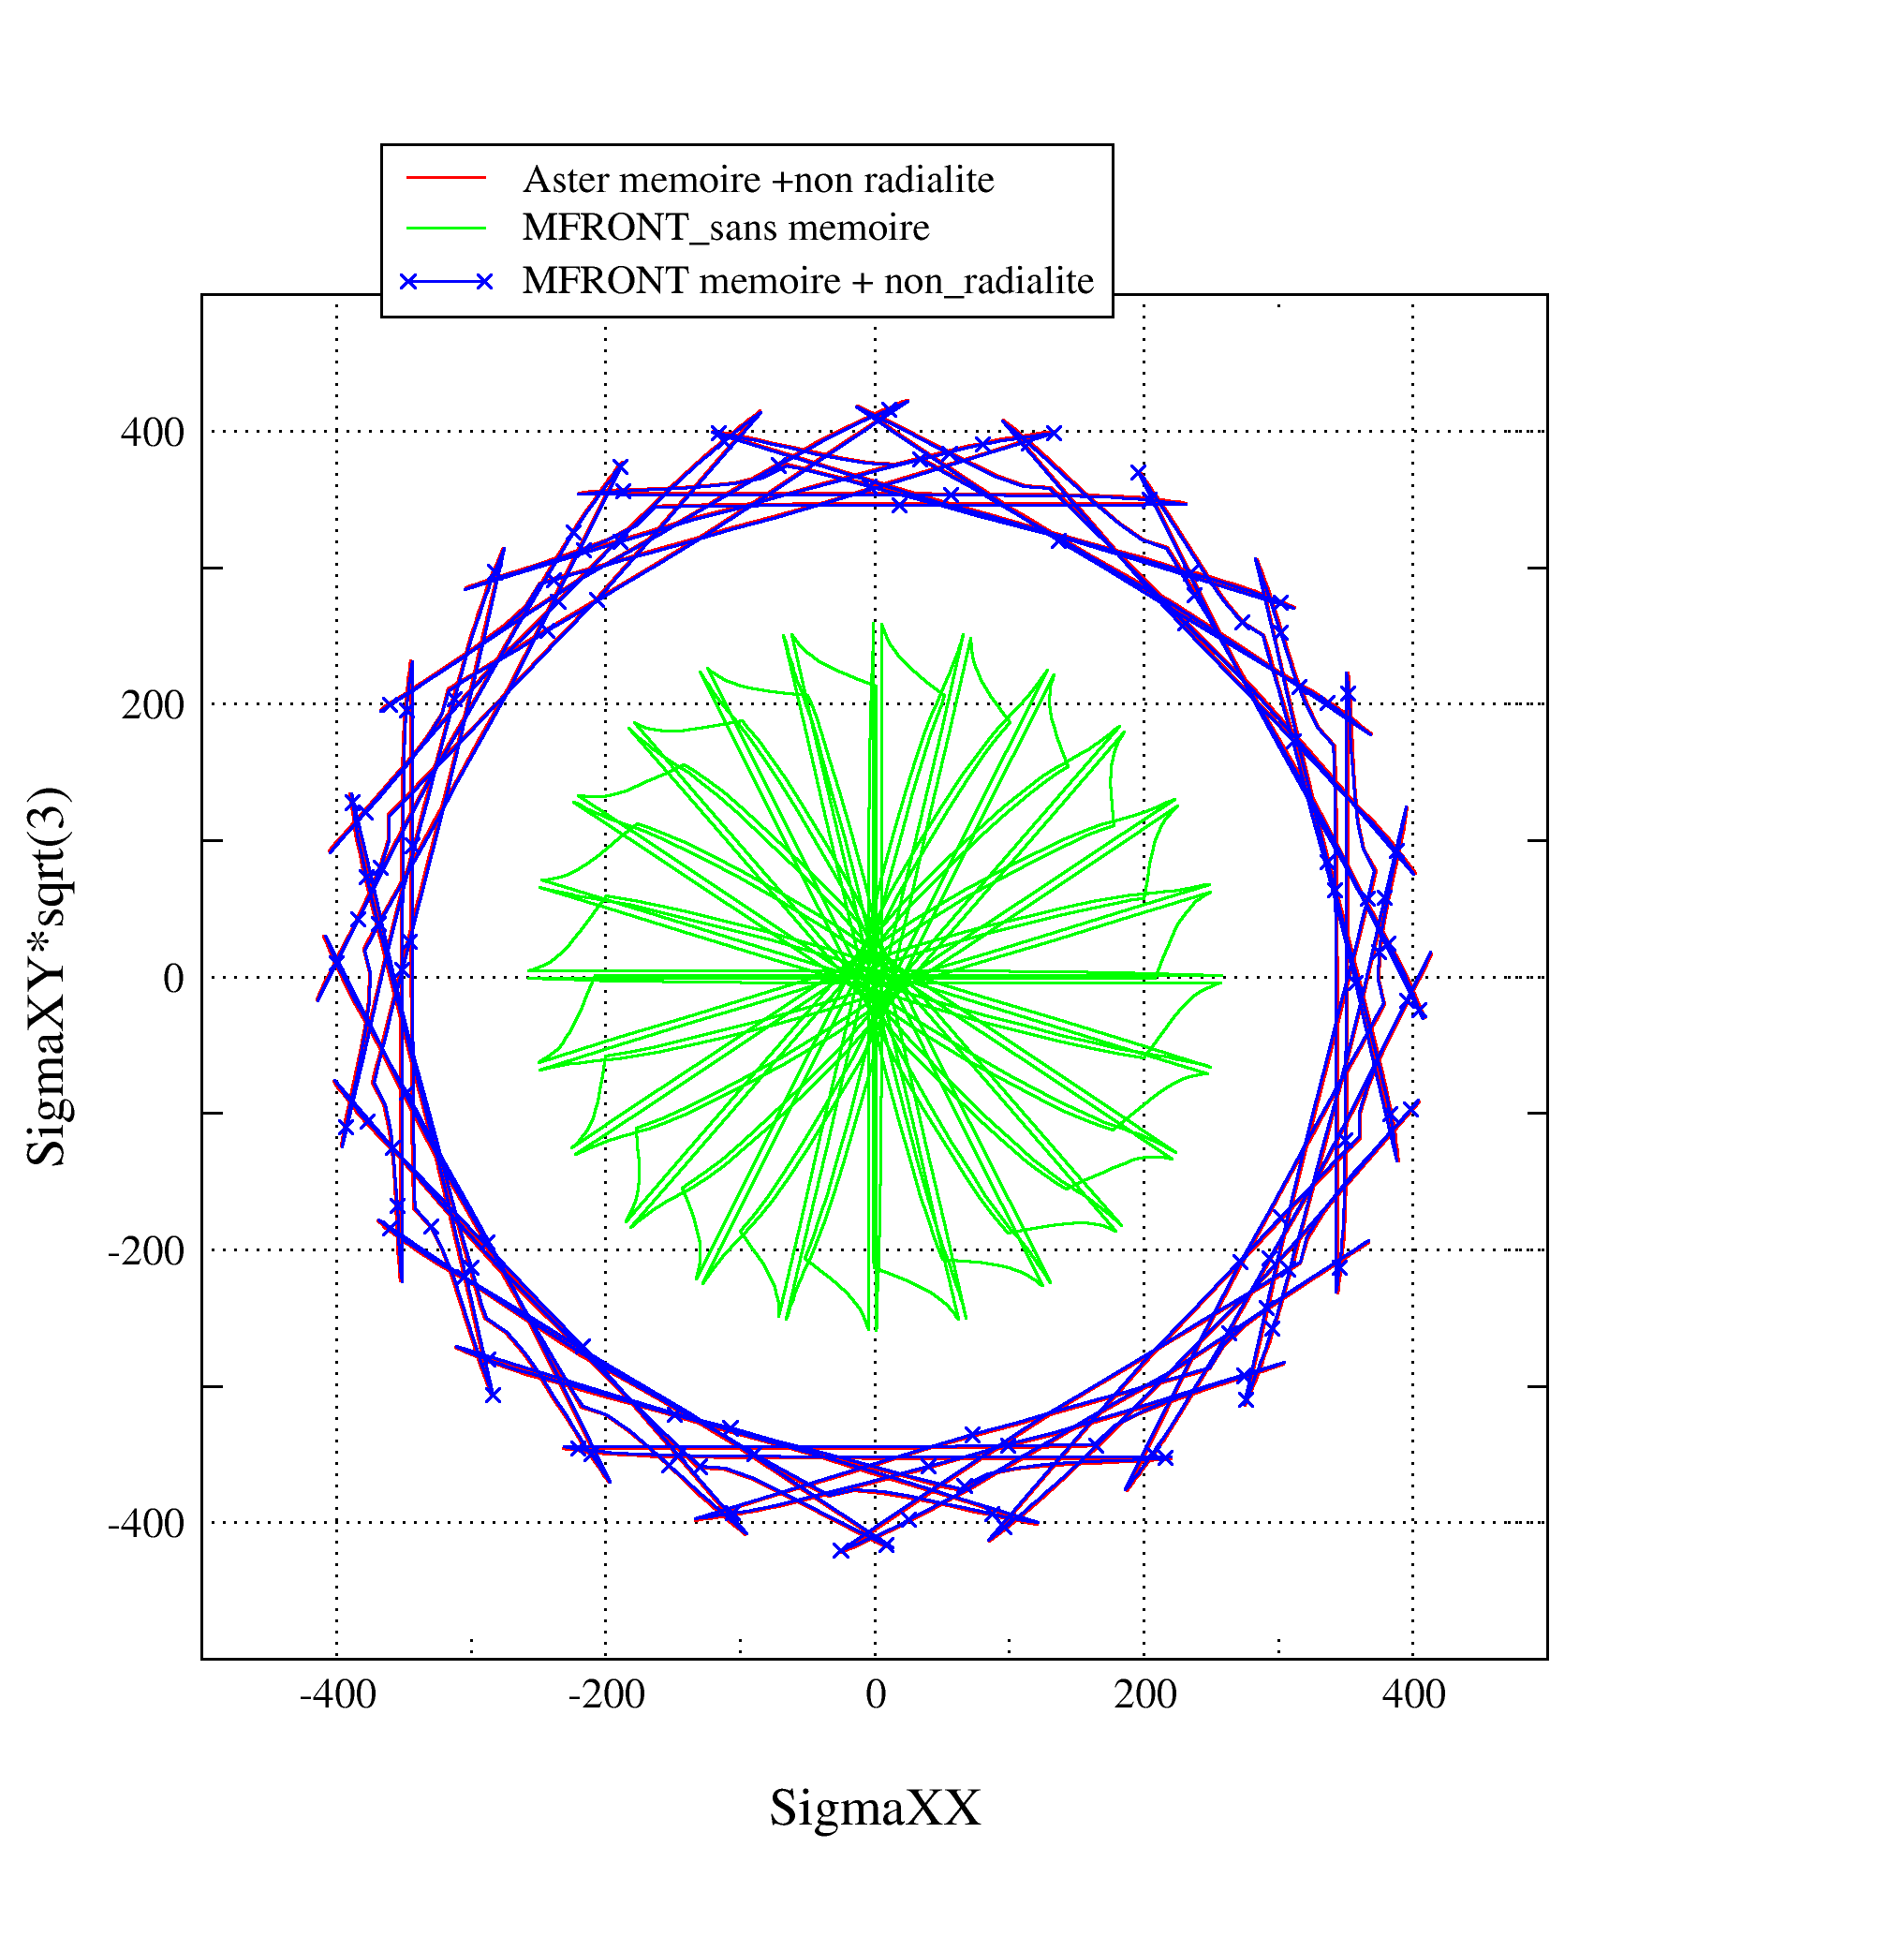 Aster memoire +non radialite
MFRONT_sans memoire
MFRONT memoire + non_radialite
400
200
0
-200
-400
SigmaXY*sqrt(3)
-400
-200
0
200
400
SigmaXX